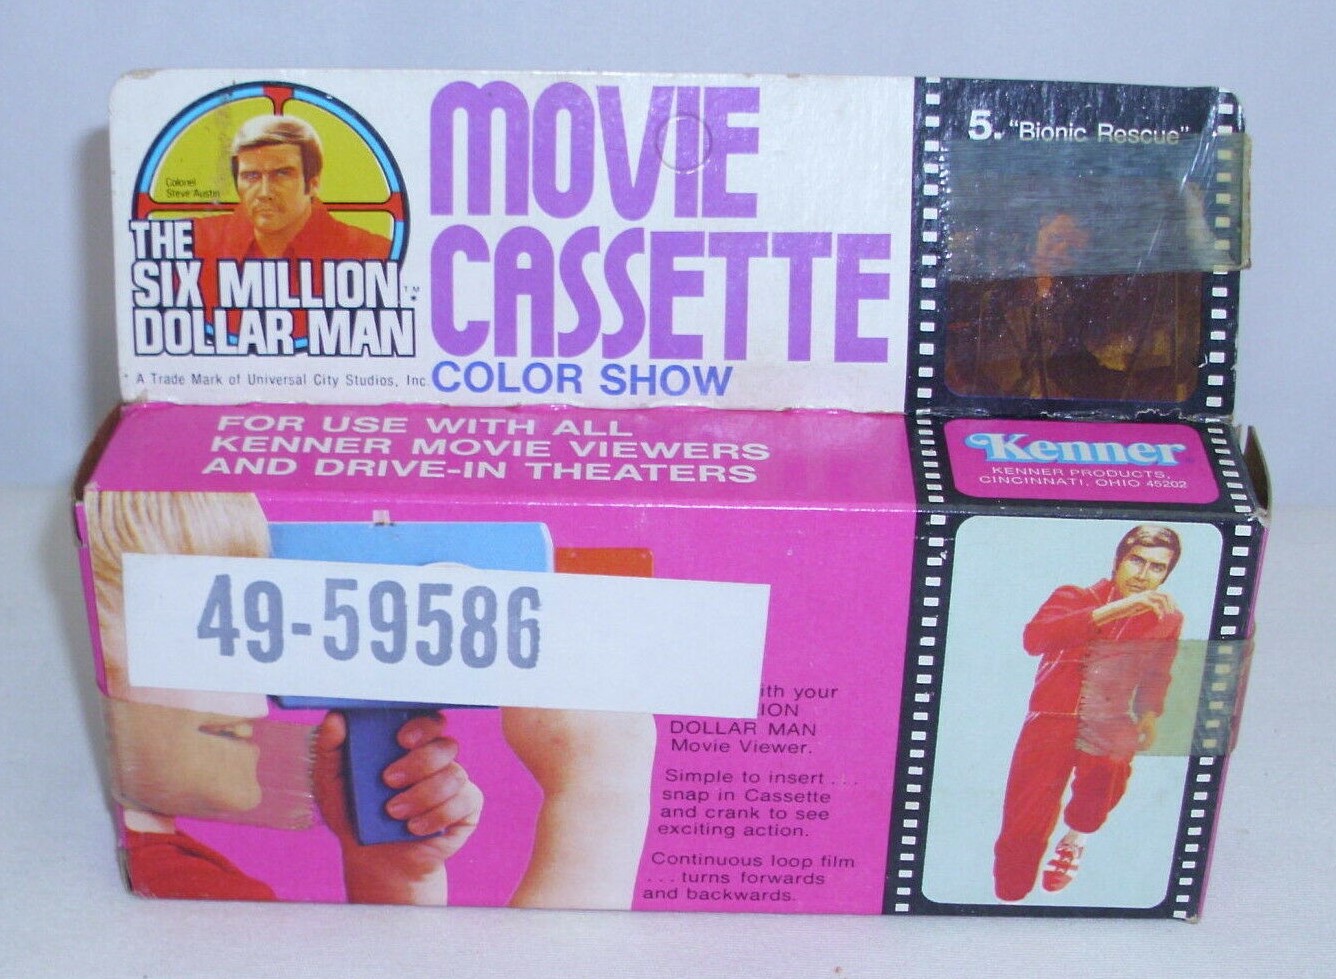 Colonel
Steve Austin
THE
SIX MILLION
DOLLAR MAN
TM
* A Trade Mark of Universal City Studios, Inc.
MOVIE
CASSETTE
COLOR SHOW
5. "Bionic Rescue"
FOR USE WITH ALL
KENNER MOVIE VIEWERS
AND DRIVE-IN THEATERS
Kenner
KENNER PRODUCTS,
CINCINNATI, OHIO 45202
49-59586
with your
DOLLAR MAN
Movie Viewer.
Simple to insert ...
snap in Cassette
and crank to see
exciting action.
Continuous loop film
... turns forwards
and backwards.